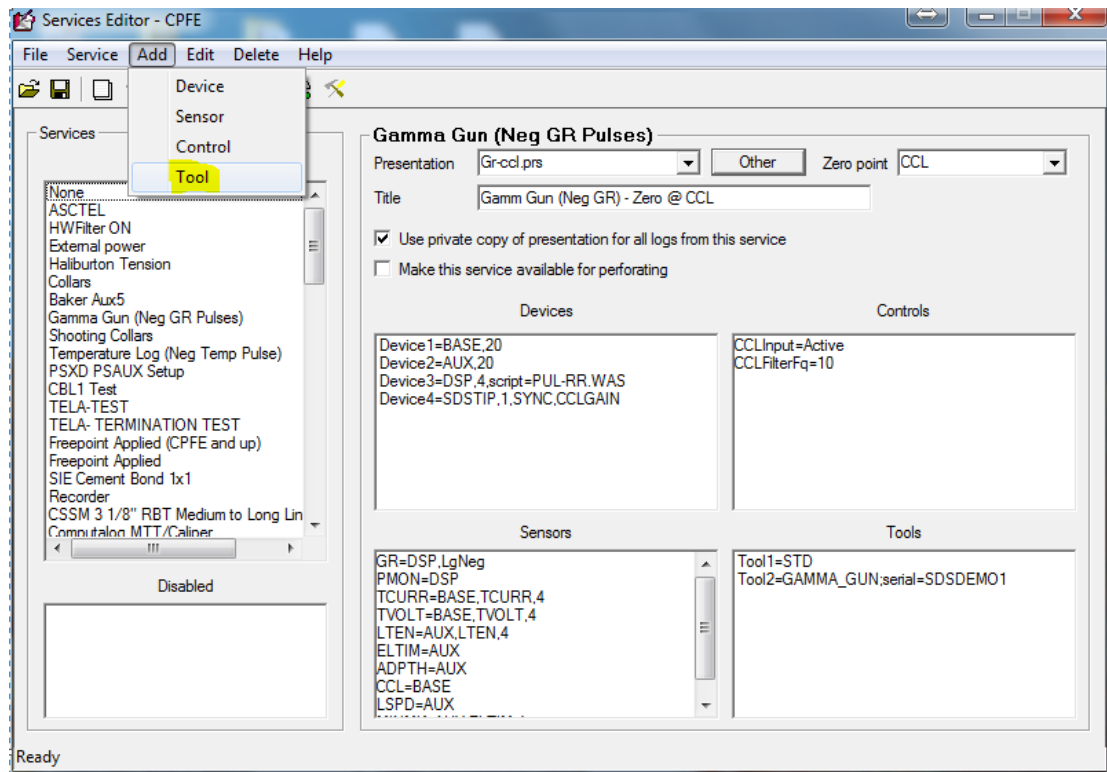 Services Editor - CPFE
File Service Add Edit Delete Help
Device
Sensor
Control
Tool
Services
None
ASCTEL
HWFilter ON
External power
Haliburton Tension
Collars
Baker Aux5
Gamma Gun (Neg GR Pulses)
Shooting Collars
Temperature Log (Neg Temp Pulse)
PSXD PSAUX Setup
CBL1 Test
TELA-TEST
TELA- TERMINATION TEST
Freepoint Applied (CPFE and up)
Freepoint Applied
SIE Cement Bond 1x1
Recorder
CSSM 3 1/8" RBT Medium to Long Lin
Computalog MTT/Caliper
Disabled
Gamma Gun (Neg GR Pulses)
Presentation Gr-ccl.prs Other Zero point CCL
Title Gamm Gun (Neg GR) - Zero @ CCL
Use private copy of presentation for all logs from this service
Make this service available for perforating
Devices
Device1=BASE,20
Device2=AUX,20
Device3=DSP,4,script=PUL-RR.WAS
Device4=SDSTIP,1,SYNC,CCLGAIN
Controls
CCLInput=Active
CCLFilterFq=10
Sensors
GR=DSP,LgNeg
PMON=DSP
TCURR=BASE,TCURR,4
TVOLT=BASE,TVOLT,4
LTEN=AUX,LTEN,4
ELTIM=AUX
ADPTH=AUX
CCL=BASE
LSPD=AUX
Tools
Tool1=STD
Tool2=GAMMA_GUN;serial=SDSDEMO1
Ready